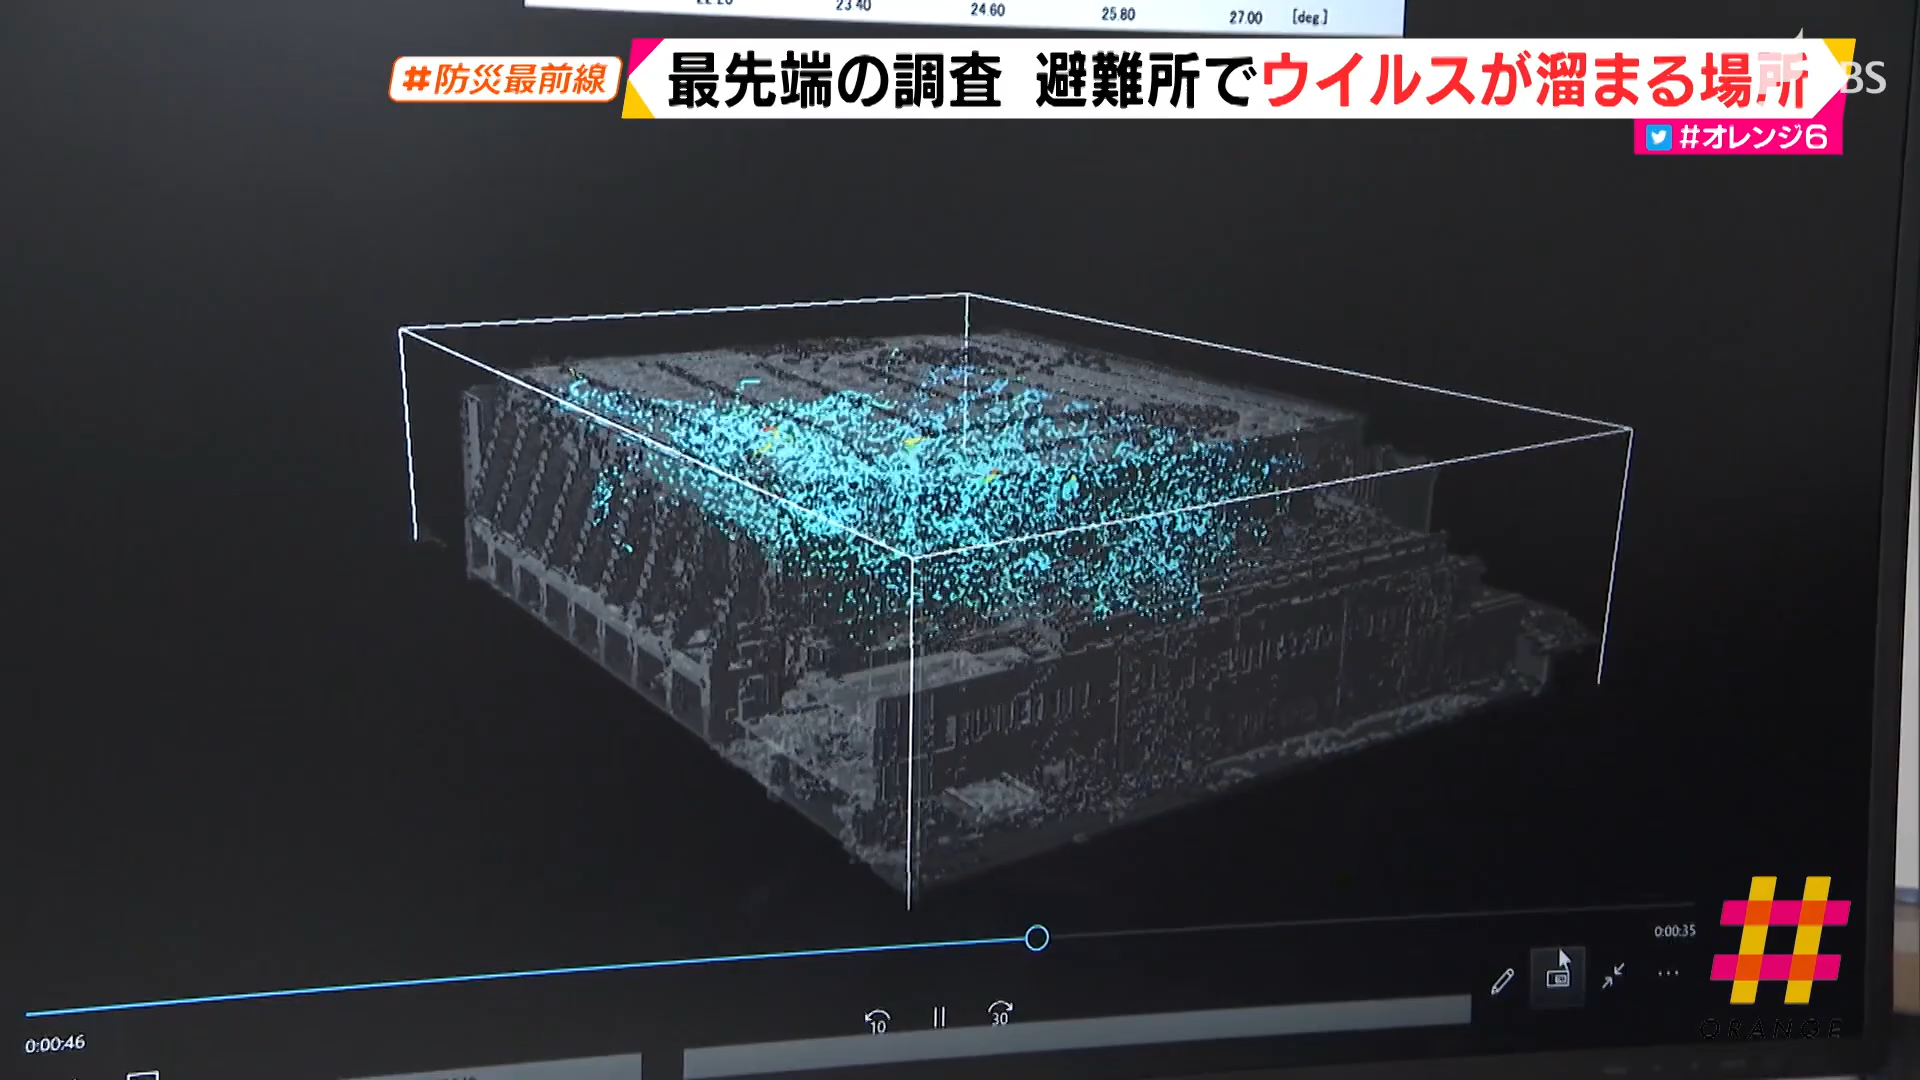 23.40 24.60 25.80 27.00 [deg.]
#防災最前線
最先端の調査 避難所でウイルスが溜まる場所
BS
#オレンジ6
0:00:35
10
30
0:00:46
ORANGE